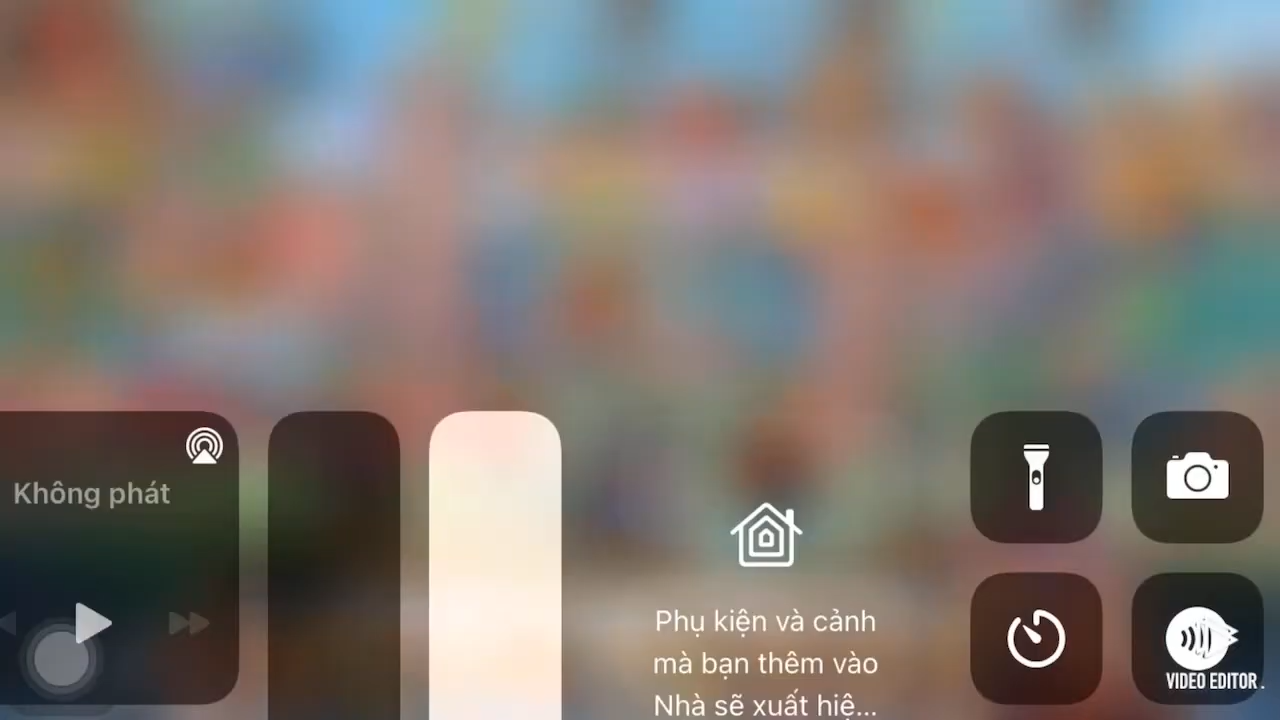 Không phát
Phụ kiện và cảnh
mà bạn thêm vào
Nhà sẽ xuất hiệ...
VIDEO EDITOR.